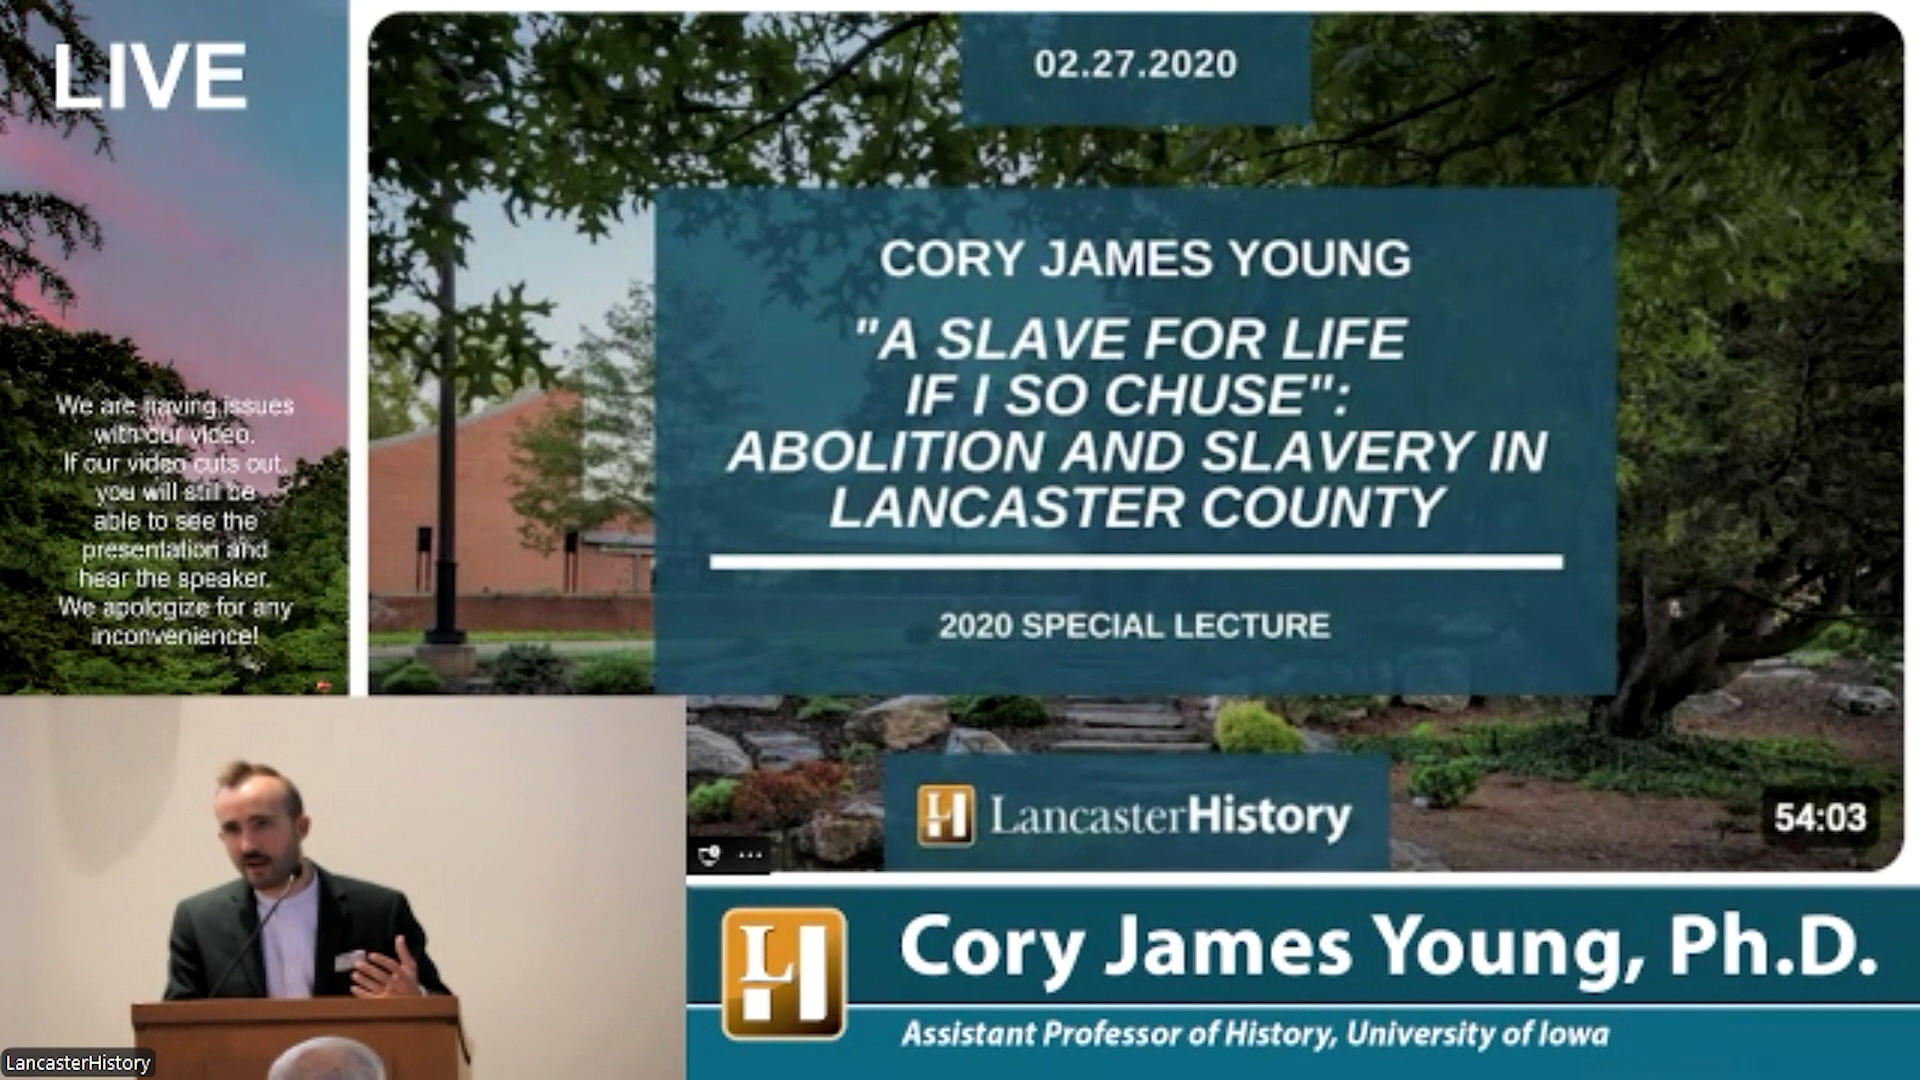 LIVE
We are having issues
with our video.
If our video cuts out,
you will still be
able to see the
presentation and
hear the speaker.
We apologize for any
inconvenience!
02.27.2020
CORY JAMES YOUNG
"A SLAVE FOR LIFE
IF I SO CHUSE":
ABOLITION AND SLAVERY IN
LANCASTER COUNTY
2020 SPECIAL LECTURE
LH LancasterHistory
54:03
LH
Cory James Young, Ph.D.
Assistant Professor of History, University of Iowa
LancasterHistory